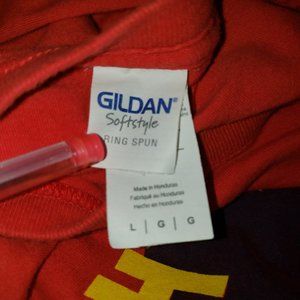 GILDAN®
Softstyle
RING SPUN
Made in Honduras
Fabriqué au Honduras
Hecho en Honduras
L | G | G